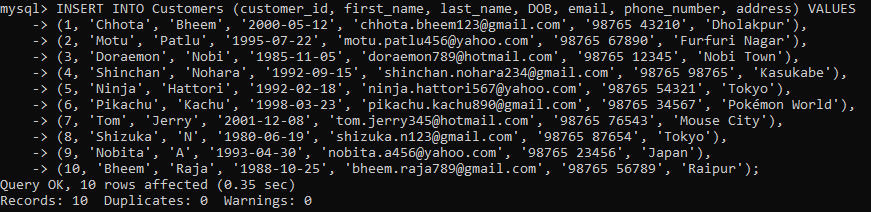 mysql> INSERT INTO Customers (customer_id, first_name, last_name, DOB, email, phone_number, address) VALUES
-> (1, 'Chhota', 'Bheem', '2000-05-12', 'chhota.bheem123@gmail.com', '98765 43210', 'Dholakpur'),
-> (2, 'Motu', 'Patlu', '1995-07-22', 'motu.patlu456@yahoo.com', '98765 67890', 'Furfuri Nagar'),
-> (3, 'Doraemon', 'Nobi', '1985-11-05', 'doraemon789@hotmail.com', '98765 12345', 'Nobi Town'),
-> (4, 'Shinchan', 'Nohara', '1992-09-15', 'shinchan.nohara234@gmail.com', '98765 98765', 'Kasukabe'),
-> (5, 'Ninja', 'Hattori', '1992-02-18', 'ninja.hattori567@yahoo.com', '98765 54321', 'Tokyo'),
-> (6, 'Pikachu', 'Kachu', '1998-03-23', 'pikachu.kachu890@gmail.com', '98765 34567', 'Pokémon World'),
-> (7, 'Tom', 'Jerry', '2001-12-08', 'tom.jerry345@hotmail.com', '98765 76543', 'Mouse City'),
-> (8, 'Shizuka', 'N', '1980-06-19', 'shizuka.n123@gmail.com', '98765 87654', 'Tokyo'),
-> (9, 'Nobita', 'A', '1993-04-30', 'nobita.a456@yahoo.com', '98765 23456', 'Japan'),
-> (10, 'Bheem', 'Raja', '1988-10-25', 'bheem.raja789@gmail.com', '98765 56789', 'Raipur');
Query OK, 10 rows affected (0.35 sec)
Records: 10  Duplicates: 0  Warnings: 0